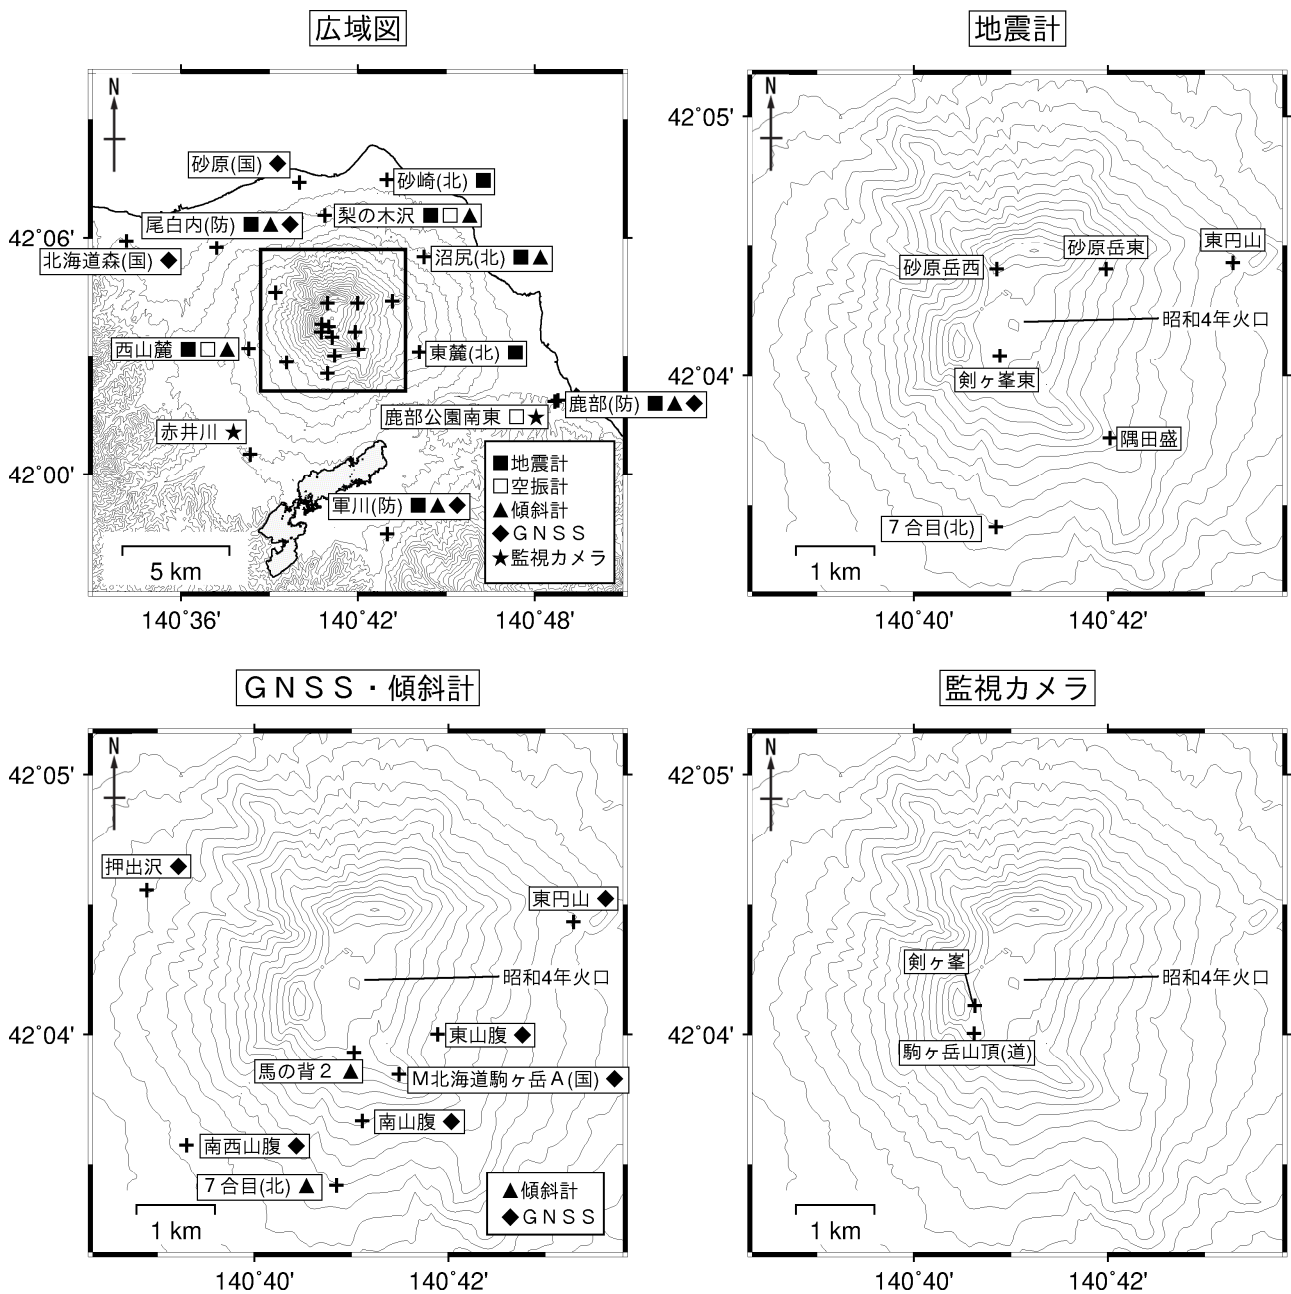 広域図
N
砂原(国) ◆
砂崎(北) ■
尾白内(防) ■▲◆
梨の木沢 ■□▲
42°06'
北海道森(国) ◆
沼尻(北) ■▲
西山麓 ■□▲
東麓(北) ■
鹿部(防) ■▲◆
鹿部公園南東 □★
赤井川 ★
42°00'
軍川(防) ■▲◆
■地震計
□空振計
▲傾斜計
◆ＧＮＳＳ
★監視カメラ
5 km
140°36'
140°42'
140°48'
地震計
N
42°05'
砂原岳東
東円山
砂原岳西
昭和4年火口
42°04'
剣ヶ峯東
隅田盛
７合目(北)
1 km
140°40'
140°42'
ＧＮＳＳ・傾斜計
N
42°05'
押出沢 ◆
東円山 ◆
昭和4年火口
42°04'
東山腹 ◆
馬の背２ ▲
Ｍ北海道駒ヶ岳Ａ(国) ◆
南山腹 ◆
南西山腹 ◆
７合目(北) ▲
▲傾斜計
◆ＧＮＳＳ
1 km
140°40'
140°42'
監視カメラ
N
42°05'
剣ヶ峯
昭和4年火口
42°04'
駒ヶ岳山頂(道)
1 km
140°40'
140°42'